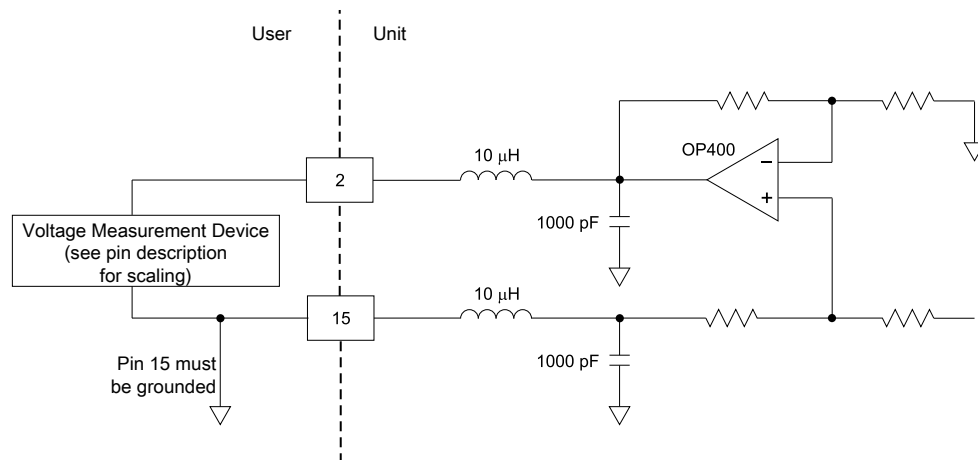 User
Unit
OP400
10 μH
2
1000 pF
Voltage Measurement Device
(see pin description
for scaling)
10 μH
15
1000 pF
Pin 15 must
be grounded